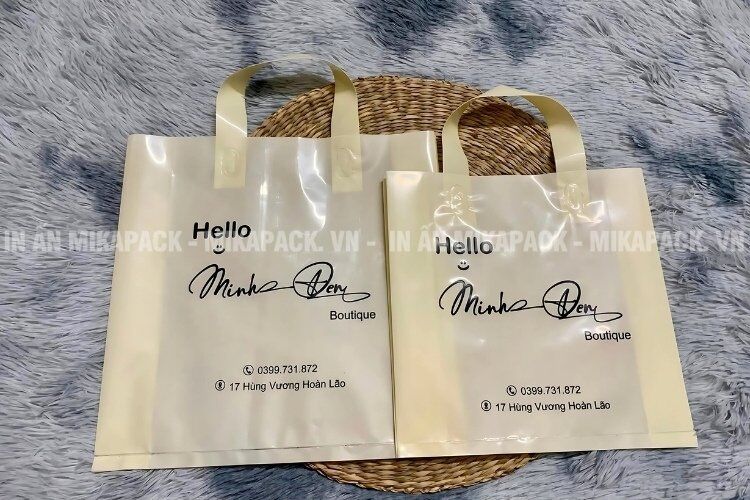 IN ẤN MIKAPACK - MIKAPACK.VN - IN ẤN MIKAPACK - MIKAPACK.VN
Hello
Minh Đen
Boutique
0399.731.872
17 Hùng Vương Hoàn Lão
Hello
Minh Đen
Boutique
0399.731.872
17 Hùng Vương Hoàn Lão